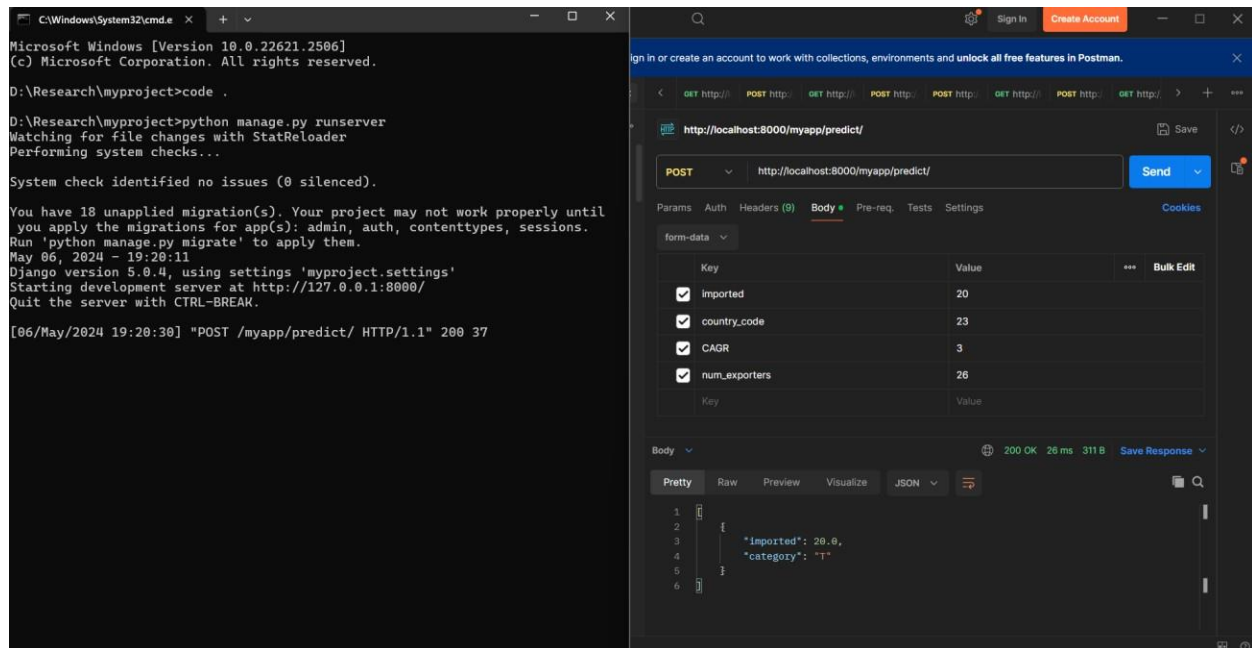 C:\Windows\System32\cmd.e
Microsoft Windows [Version 10.0.22621.2506]
(c) Microsoft Corporation. All rights reserved.
D:\Research\myproject>code .
D:\Research\myproject>python manage.py runserver
Watching for file changes with StatReloader
Performing system checks...
System check identified no issues (0 silenced).
You have 18 unapplied migration(s). Your project may not work properly until
you apply the migrations for app(s): admin, auth, contenttypes, sessions.
Run 'python manage.py migrate' to apply them.
May 06, 2024 - 19:20:11
Django version 5.0.4, using settings 'myproject.settings'
Starting development server at http://127.0.0.1:8000/
Quit the server with CTRL-BREAK.
[06/May/2024 19:20:30] "POST /myapp/predict/ HTTP/1.1" 200 37
Sign In Create Account
ign in or create an account to work with collections, environments and unlock all free features in Postman.
GET http:// POST http:/ GET http:// POST http:/ POST http:/ GET http:// POST http:/ GET http:/
HTTP http://localhost:8000/myapp/predict/ Save </>
POST http://localhost:8000/myapp/predict/ Send
Params Auth Headers (9) Body Pre-req. Tests Settings Cookies
form-data
Key Value Bulk Edit
imported 20
country_code 23
CAGR 3
num_exporters 26
Key Value
Body 200 OK 26 ms 311 B Save Response
Pretty Raw Preview Visualize JSON
1 [
2 {
3 "imported": 20.0,
4 "category": "T"
5 }
6 ]